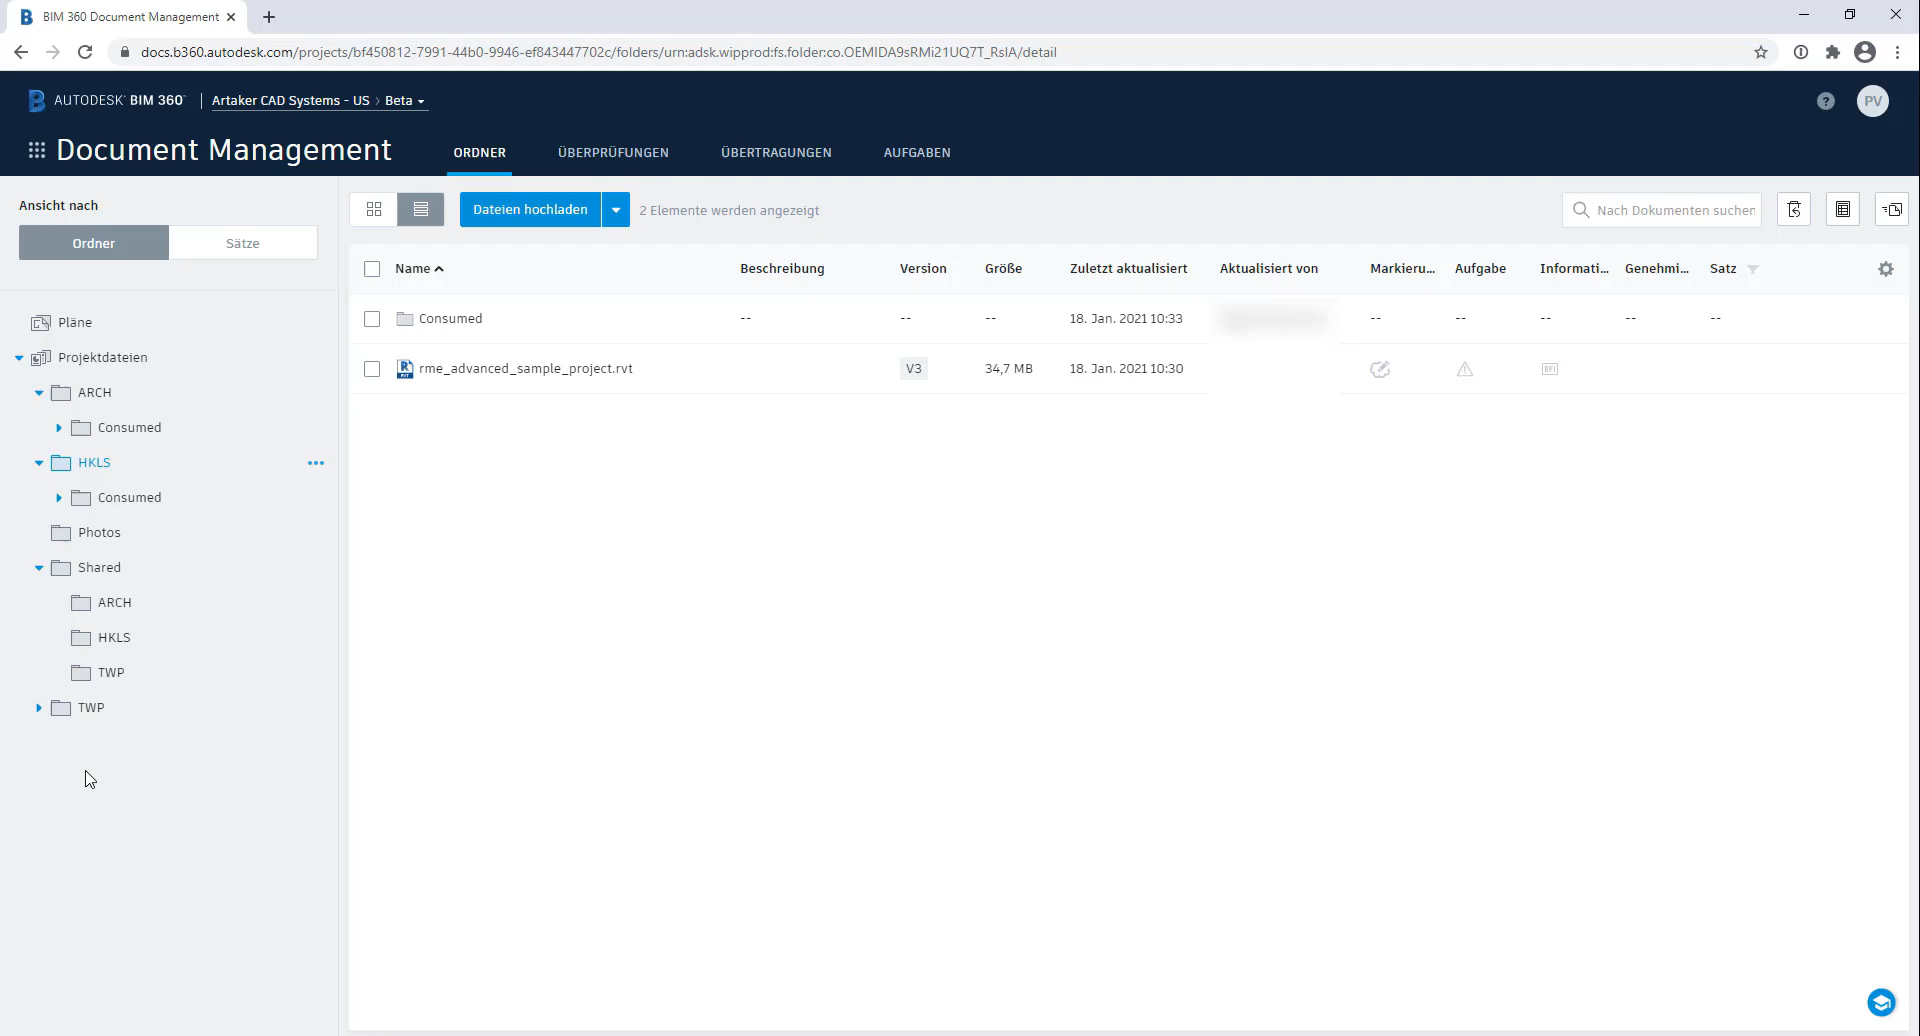 BIM 360 Document Management
docs.b360.autodesk.com/projects/bf450812-7991-44b0-9946-ef843447702c/folders/urn:adsk.wipprod:fs.folder:co.OEMIDA9sRMi21UQ7T_RsIA/detail
AUTODESK® BIM 360™ Artaker CAD Systems - US › Beta
PV
Document Management
ORDNER ÜBERPRÜFUNGEN ÜBERTRAGUNGEN AUFGABEN
Ansicht nach
Ordner Sätze
Dateien hochladen 2 Elemente werden angezeigt Nach Dokumenten suchen
Name Beschreibung Version Größe Zuletzt aktualisiert Aktualisiert von Markieru... Aufgabe Informati... Genehmi... Satz
Consumed -- -- -- 18. Jan. 2021 10:33 -- -- -- -- --
rme_advanced_sample_project.rvt V3 34,7 MB 18. Jan. 2021 10:30 RFI
Pläne
Projektdateien
ARCH
Consumed
HKLS
Consumed
Photos
Shared
ARCH
HKLS
TWP
TWP